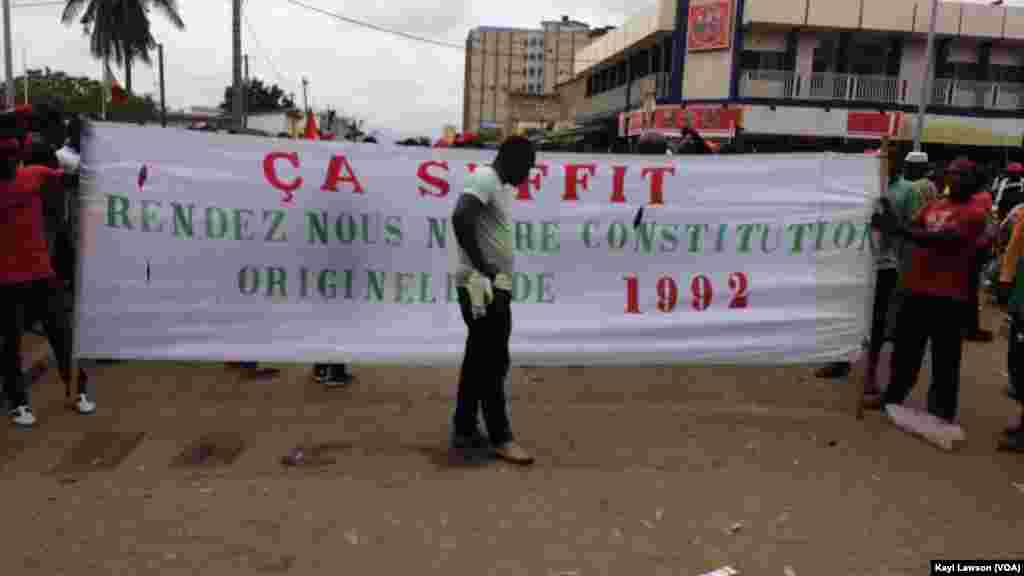 ÇA SUFFIT
RENDEZ NOUS NOTRE CONSTITUTION
ORIGINELLE DE 1992
Kayi Lawson (VOA)